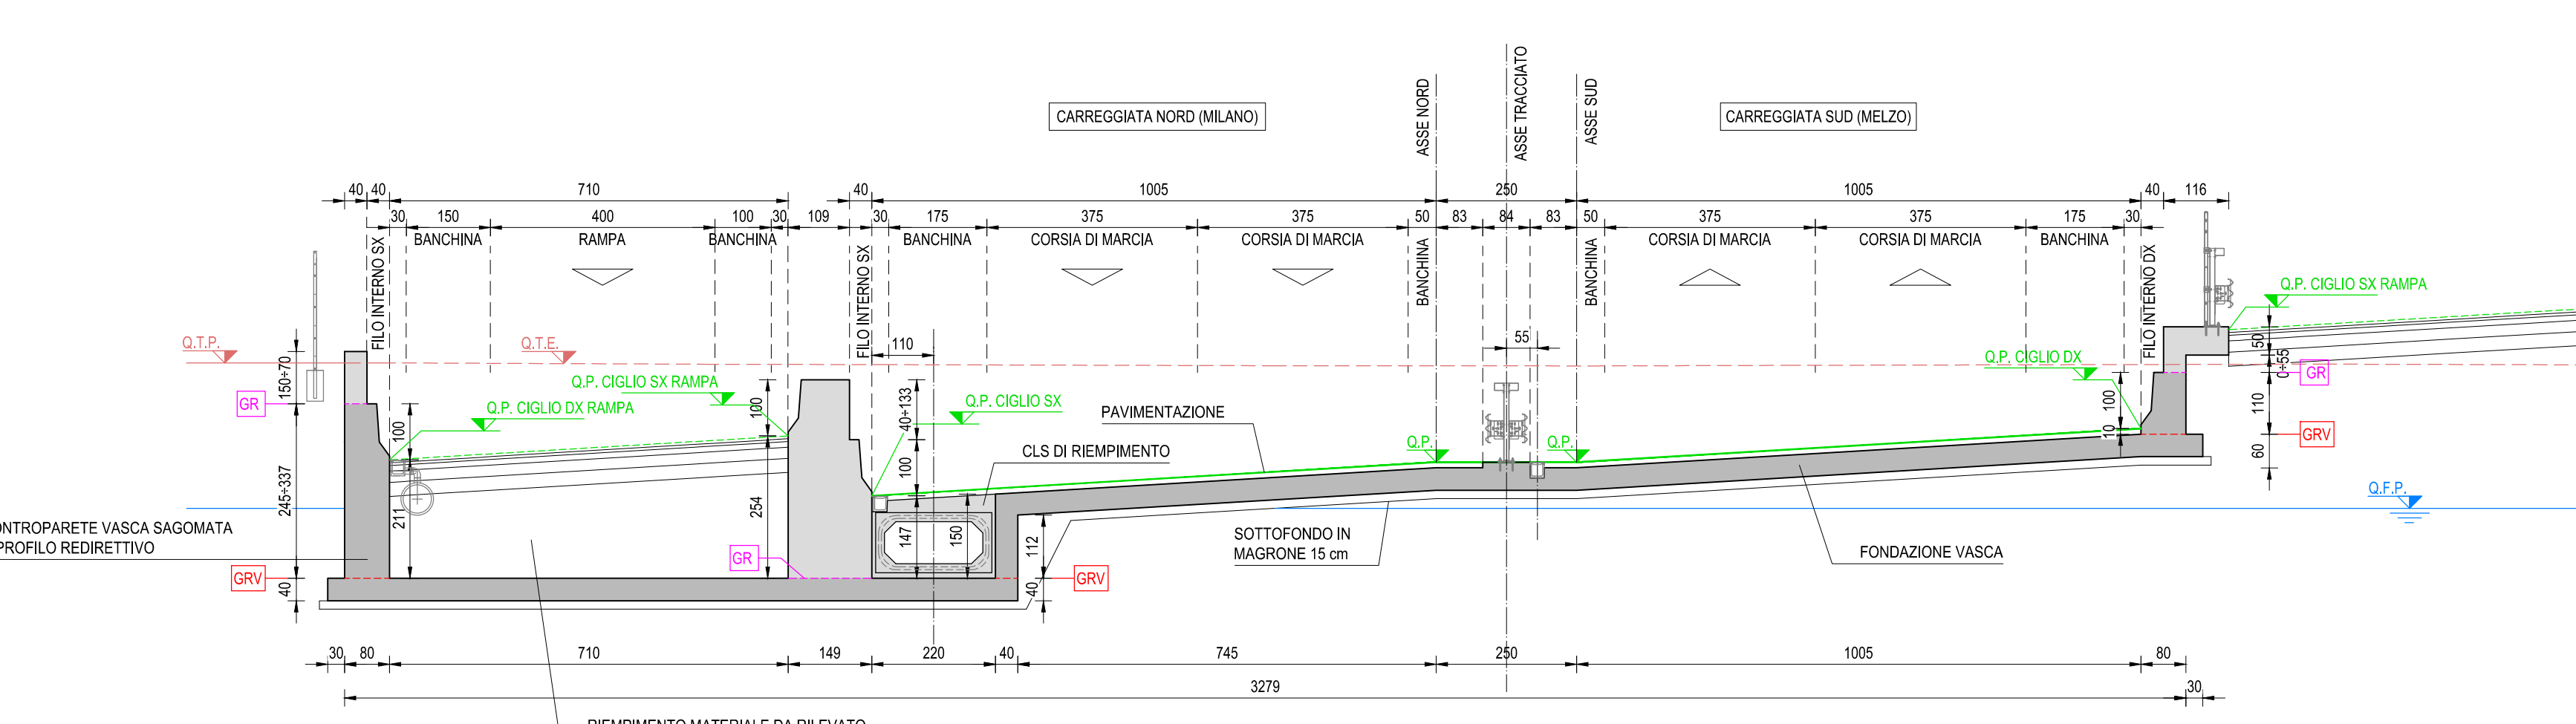 CARREGGIATA NORD (MILANO)
ASSE NORD
ASSE TRACCIATO
ASSE SUD
CARREGGIATA SUD (MELZO)
40 40 710 40 1005 250 1005 40 116
30 150 400 100 30 109 30 175 375 375 50 83 84 83 50 375 375 175 30
BANCHINA RAMPA BANCHINA BANCHINA CORSIA DI MARCIA CORSIA DI MARCIA CORSIA DI MARCIA CORSIA DI MARCIA BANCHINA
FILO INTERNO SX
FILO INTERNO SX
BANCHINA
BANCHINA
FILO INTERNO DX
Q.P. CIGLIO SX RAMPA
Q.T.P.
Q.T.E.
110
55
50
0÷55
Q.P. CIGLIO DX
GR
150÷70
Q.P. CIGLIO SX RAMPA
GR
Q.P. CIGLIO DX RAMPA
100
40÷133
Q.P. CIGLIO SX
PAVIMENTAZIONE
100
110
100
Q.P.
Q.P.
10
GRV
CLS DI RIEMPIMENTO
60
100
245÷337
211
254
Q.F.P.
ONTROPARETE VASCA SAGOMATA
PROFILO REDIRETTIVO
147
150
112
SOTTOFONDO IN
MAGRONE 15 cm
FONDAZIONE VASCA
GR
GRV
40
40
GRV
30 80 710 149 220 40 745 250 1005 80
3279
30
RIEMPIMENTO MATERIALE DA RILEVATO